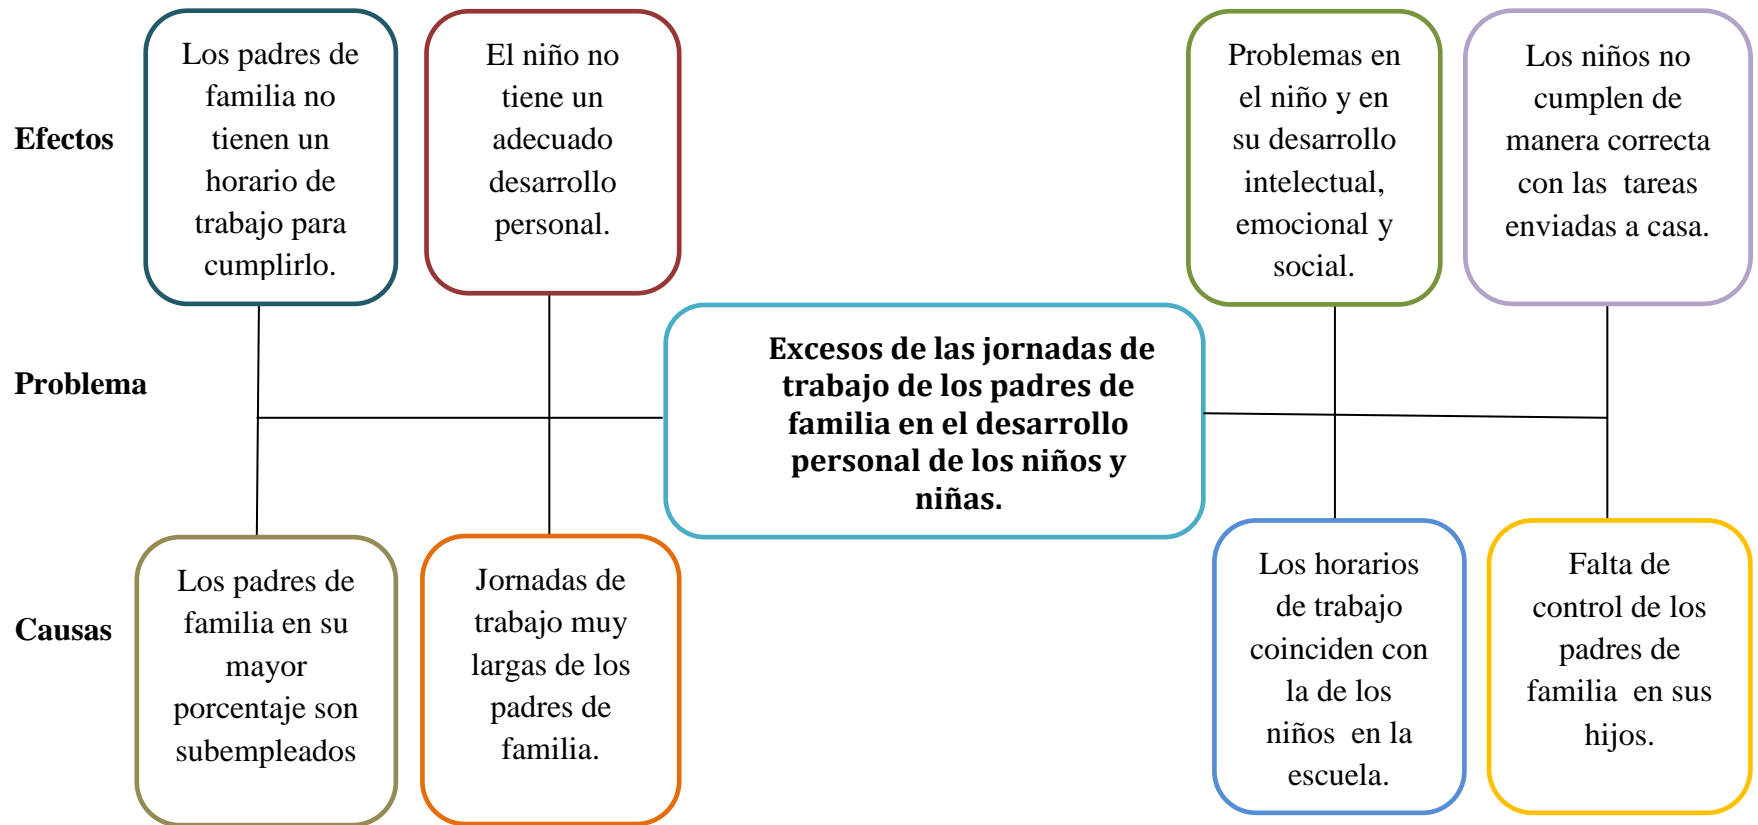 Efectos
Los padres de
familia no
tienen un
horario de
trabajo para
cumplirlo.
El niño no
tiene un
adecuado
desarrollo
personal.
Problemas en
el niño y en
su desarrollo
intelectual,
emocional y
social.
Los niños no
cumplen de
manera correcta
con las  tareas
enviadas a casa.
Problema
Excesos de las jornadas de
trabajo de los padres de
familia en el desarrollo
personal de los niños y
niñas.
Causas
Los padres de
familia en su
mayor
porcentaje son
subempleados
Jornadas de
trabajo muy
largas de los
padres de
familia.
Los horarios
de trabajo
coinciden con
la de los
niños  en la
escuela.
Falta de
control de los
padres de
familia  en sus
hijos.